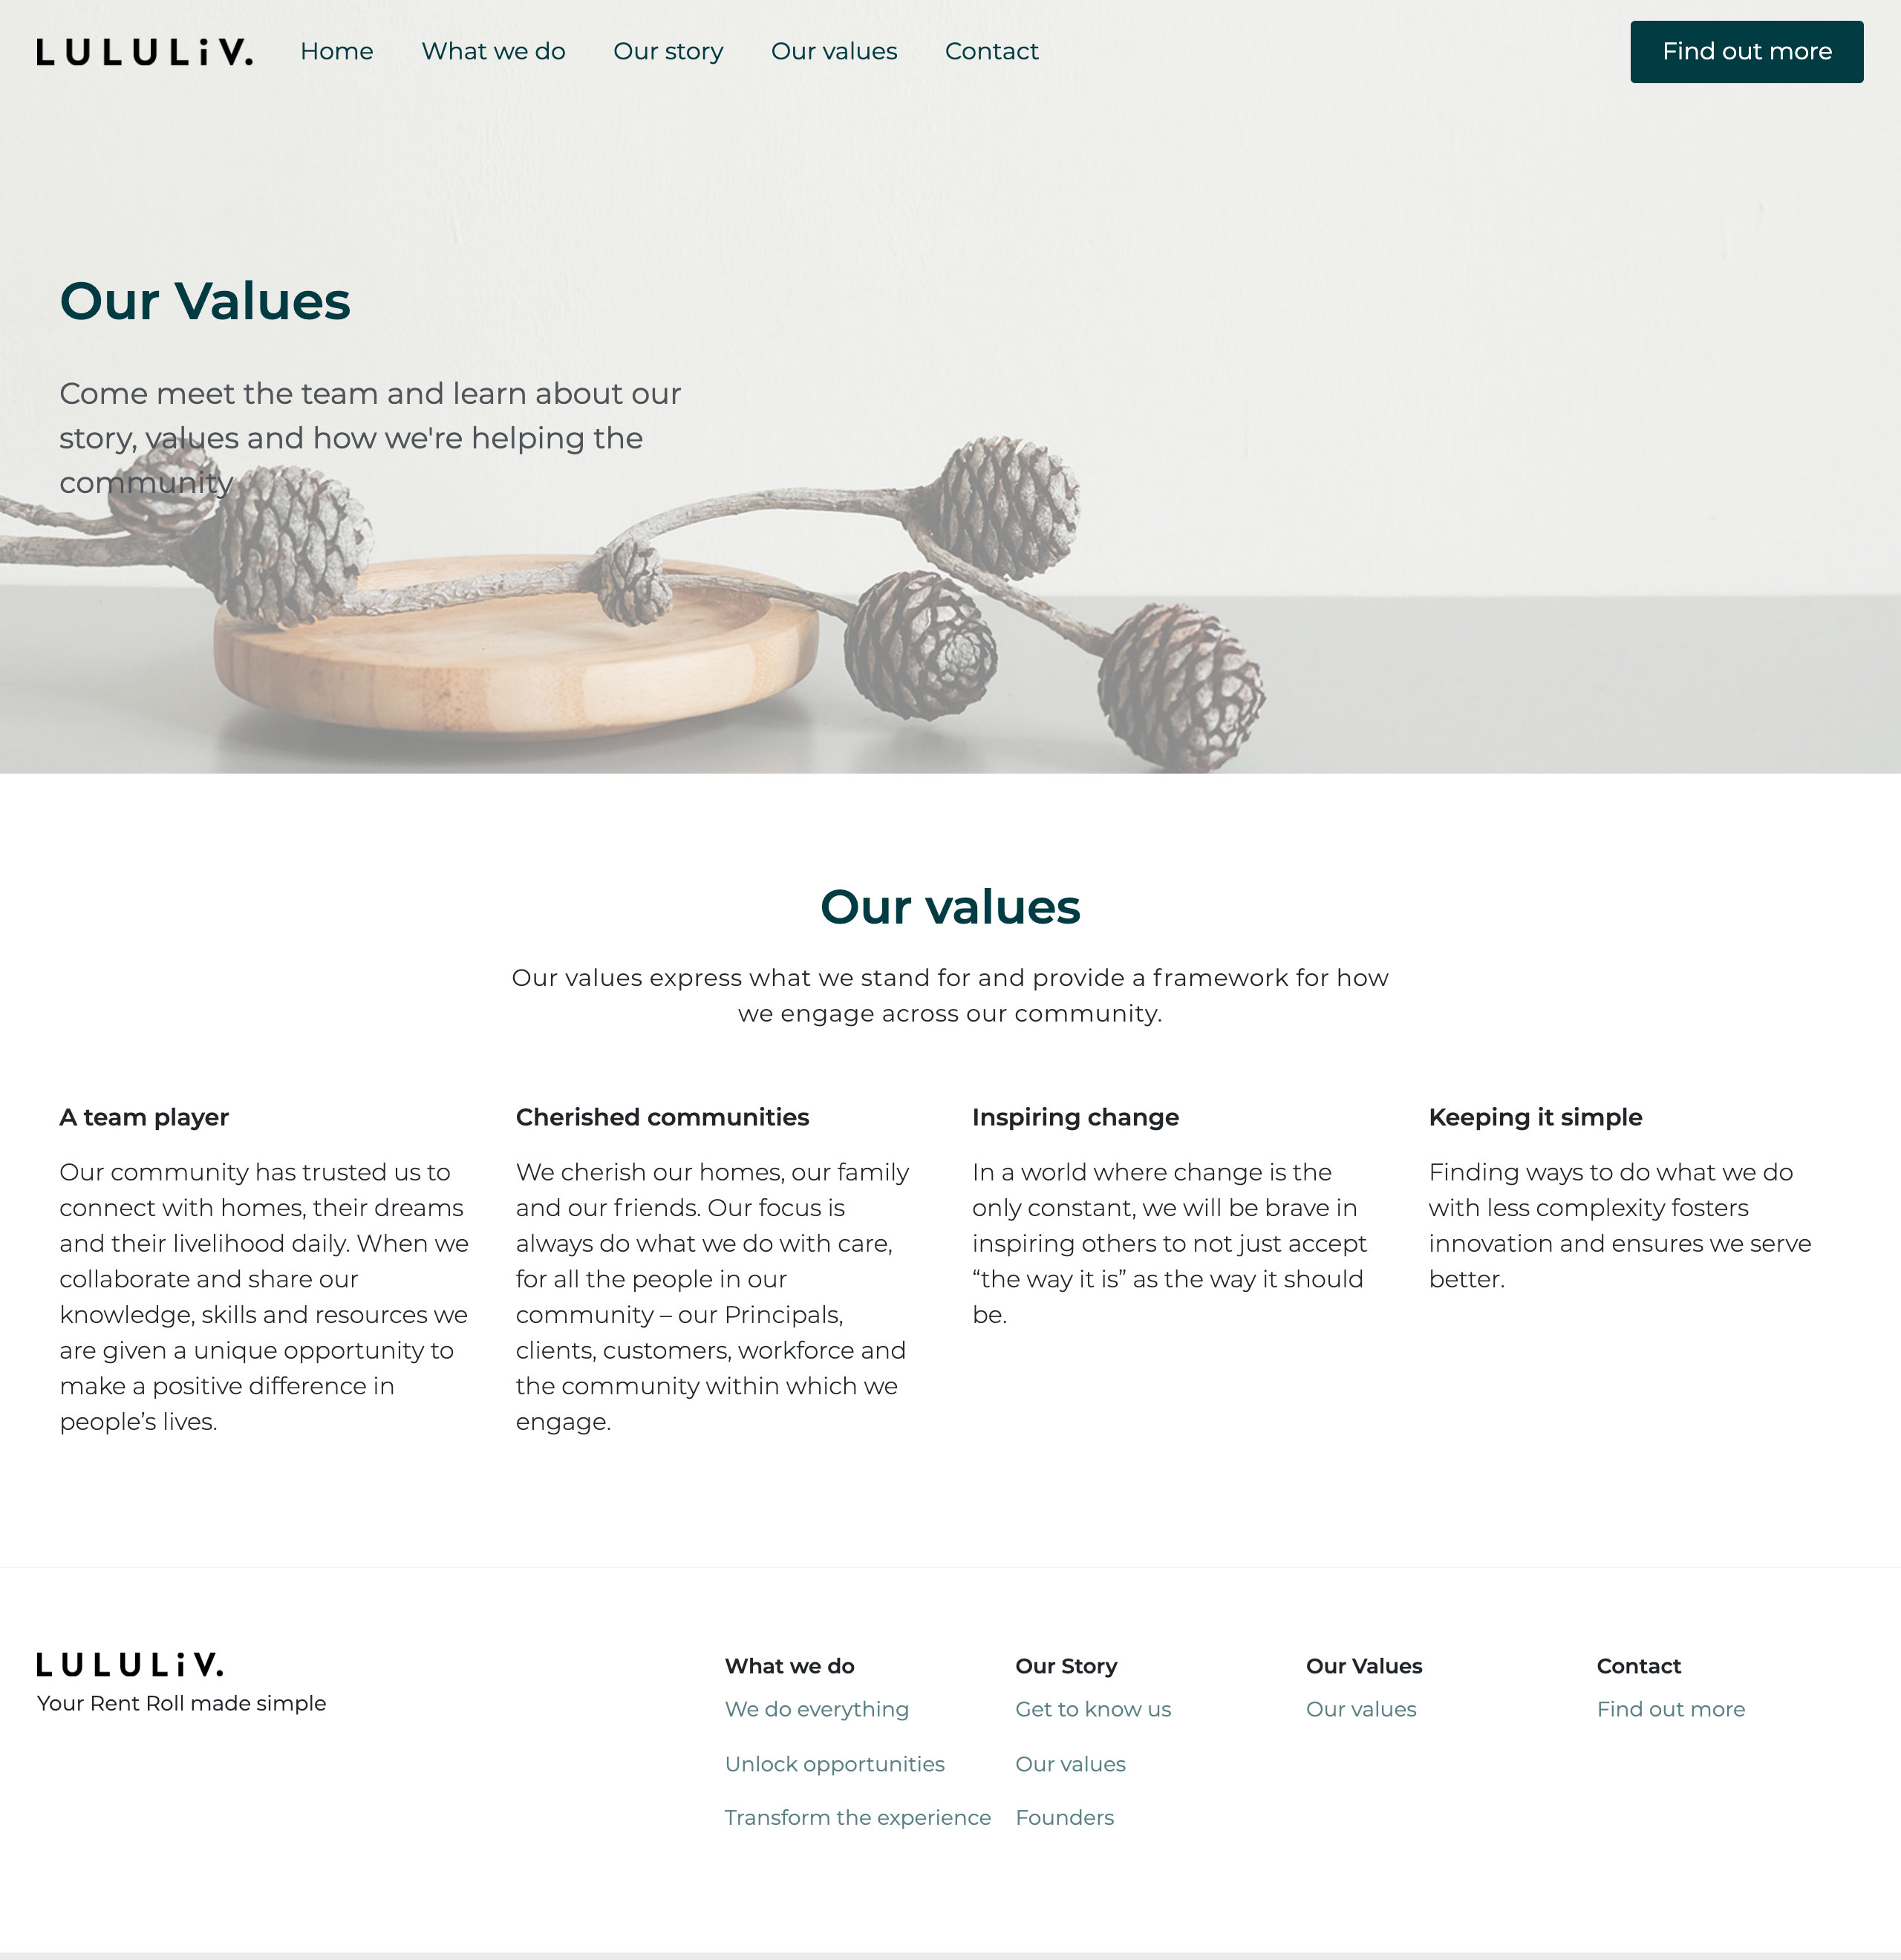 LULULiV.
Home
What we do
Our story
Our values
Contact
Find out more
Our Values
Come meet the team and learn about our
story, values and how we're helping the
community
Our values
Our values express what we stand for and provide a framework for how
we engage across our community.
A team player
Our community has trusted us to
connect with homes, their dreams
and their livelihood daily. When we
collaborate and share our
knowledge, skills and resources we
are given a unique opportunity to
make a positive difference in
people’s lives.
Cherished communities
We cherish our homes, our family
and our friends. Our focus is
always do what we do with care,
for all the people in our
community – our Principals,
clients, customers, workforce and
the community within which we
engage.
Inspiring change
In a world where change is the
only constant, we will be brave in
inspiring others to not just accept
“the way it is” as the way it should
be.
Keeping it simple
Finding ways to do what we do
with less complexity fosters
innovation and ensures we serve
better.
LULULiV.
Your Rent Roll made simple
What we do
We do everything
Unlock opportunities
Transform the experience
Our Story
Get to know us
Our values
Founders
Our Values
Our values
Contact
Find out more